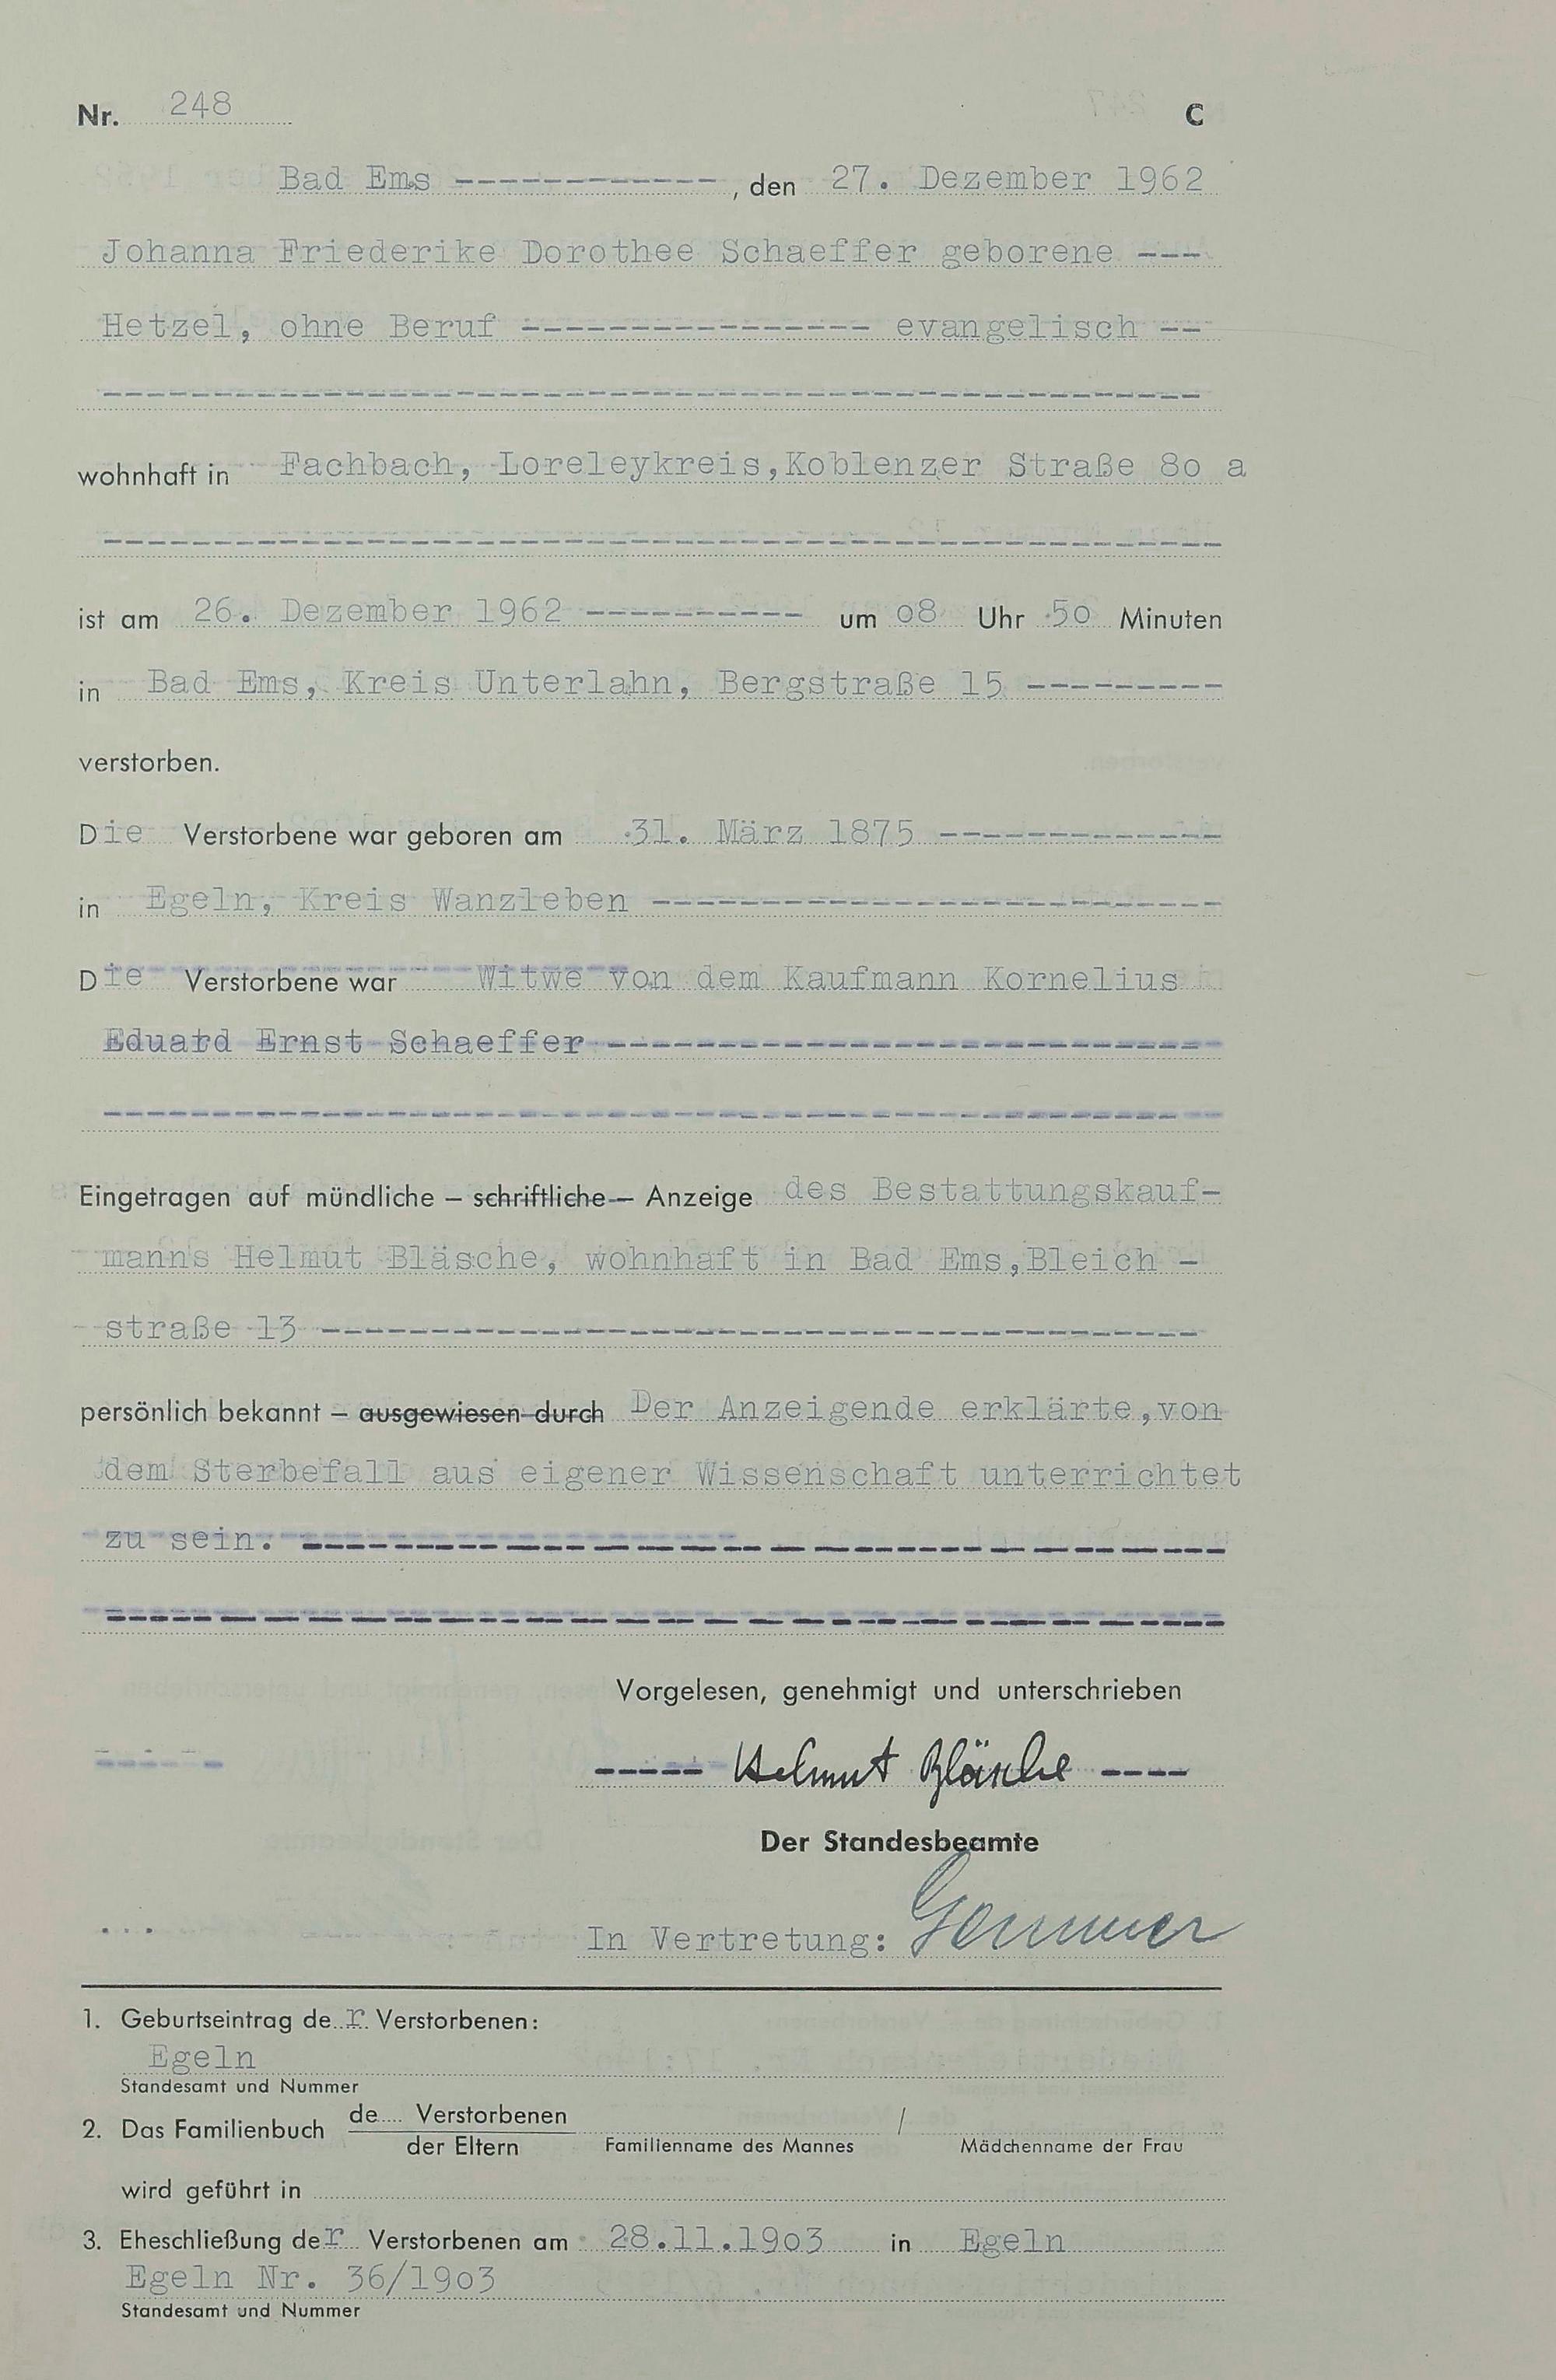 Nr. 248 C
Bad Ems ------------, den 27. Dezember 1962
Johanna Friederike Dorothee Schaeffer geborene ---
Hetzel, ohne Beruf ---------------- evangelisch --
wohnhaft in Fachbach, Loreleykreis,Koblenzer Straße 8o a
ist am 26. Dezember 1962 ---------- um o8 Uhr 5o Minuten
in Bad Ems, Kreis Unterlahn, Bergstraße 15 ---------
verstorben.
Die Verstorbene war geboren am 31. März 1875 -------------
in Egeln, Kreis Wanzleben --------------------------
Die Verstorbene war Witwe von dem Kaufmann Kornelius
Eduard Ernst Schaeffer ----------------------------
Eingetragen auf mündliche – schriftliche – Anzeige des Bestattungskauf-
manns Helmut Bläsche, wohnhaft in Bad Ems,Bleich -
straße 13 ----------------------------------------
persönlich bekannt – ausgewiesen durch Der Anzeigende erklärte,von
dem Sterbefall aus eigener Wissenschaft unterrichtet
zu sein. ------------------------------------------
Vorgelesen, genehmigt und unterschrieben
----- Helmut Bläsche ----
Der Standesbeamte
In Vertretung: Gemmer
1. Geburtseintrag der Verstorbenen:
Egeln
Standesamt und Nummer
2. Das Familienbuch de.... Verstorbenen /
der Eltern Familienname des Mannes Mädchenname der Frau
wird geführt in
3. Eheschließung der Verstorbenen am 28.11.19o3 in Egeln
Egeln Nr. 36/19o3
Standesamt und Nummer